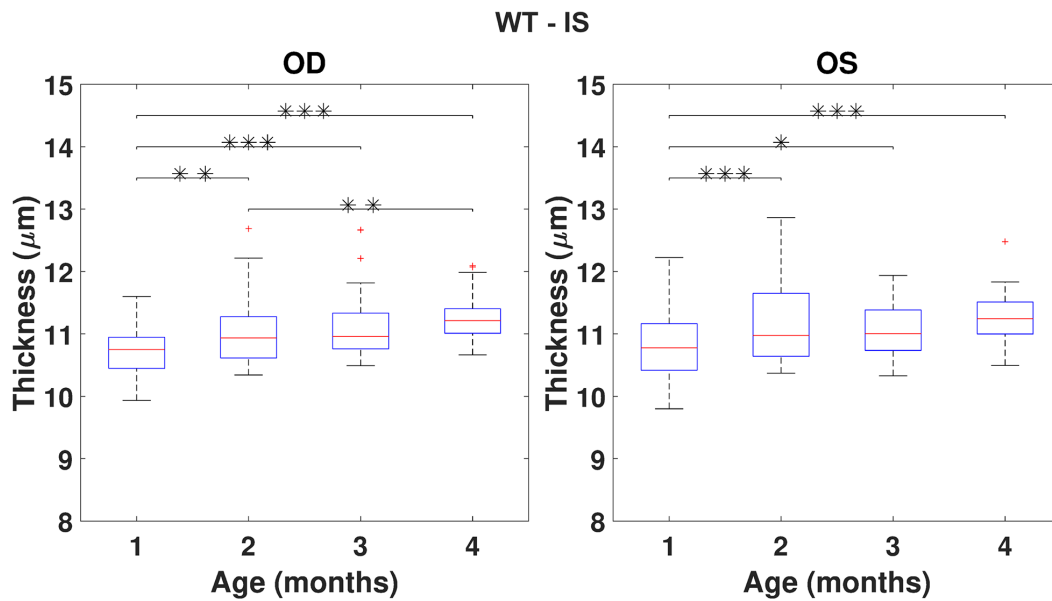 WT - IS
OD
15
14
13
12
11
10
9
8
Thickness (μm)
∗∗∗
∗∗∗
∗∗
∗∗
1 2 3 4
Age (months)
OS
15
14
13
12
11
10
9
8
Thickness (μm)
∗∗∗
∗
∗∗∗
1 2 3 4
Age (months)